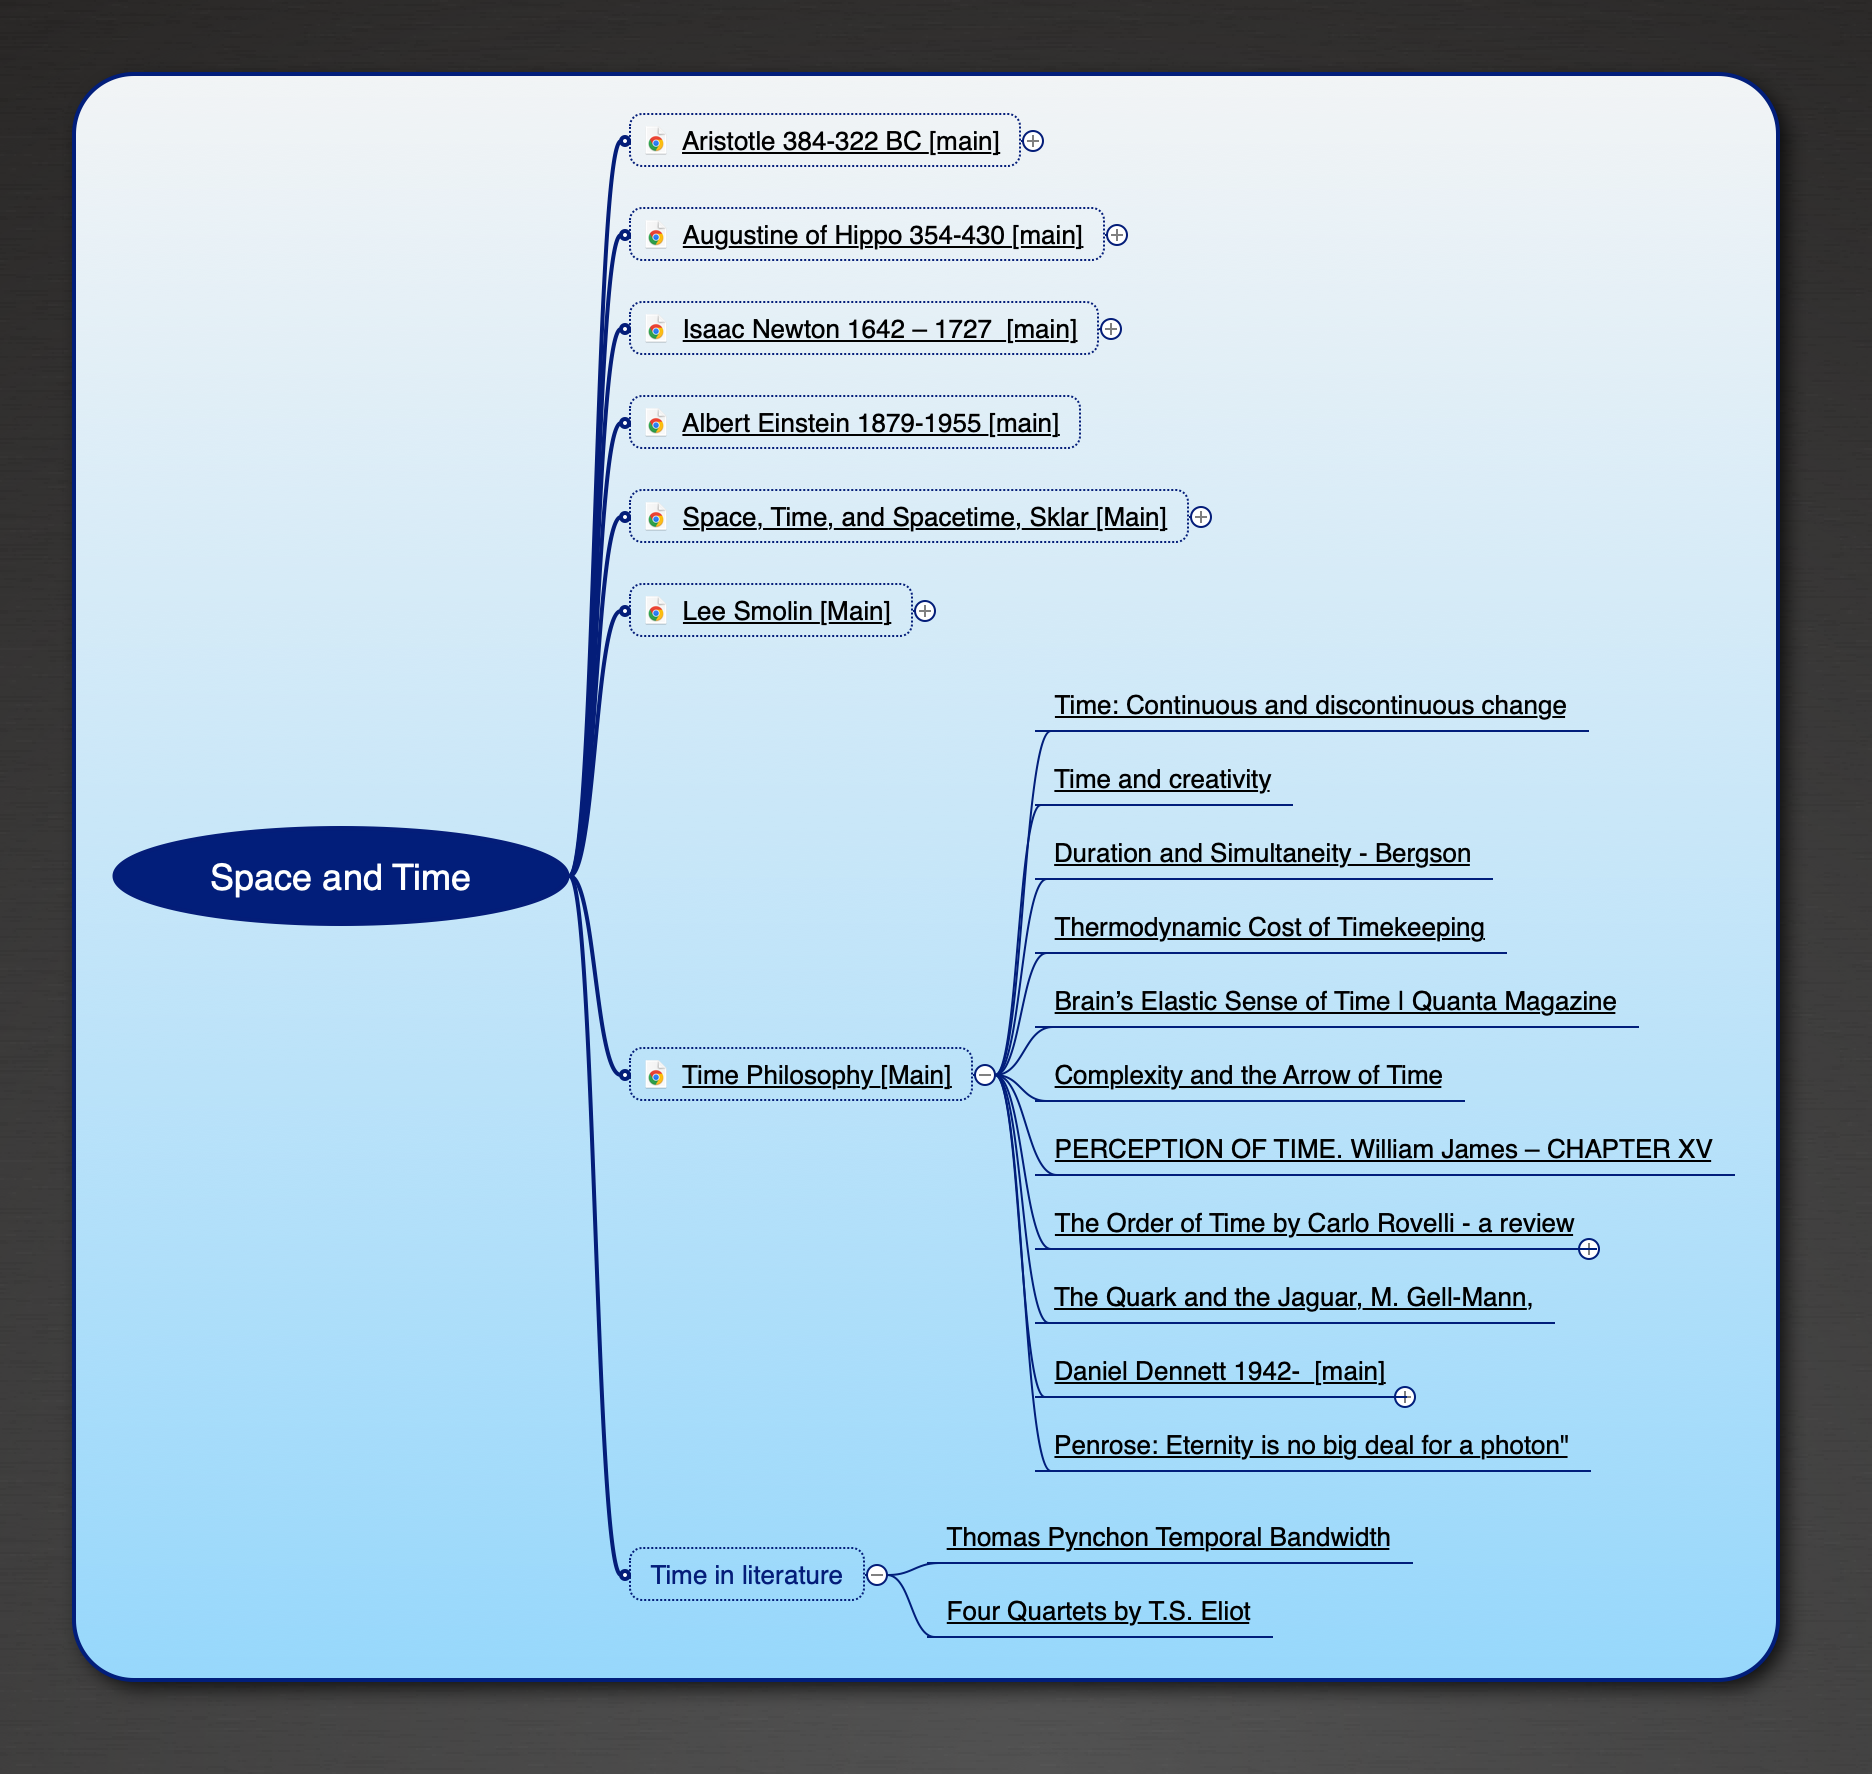 Aristotle 384-322 BC [main]
Augustine of Hippo 354-430 [main]
Isaac Newton 1642 – 1727  [main]
Albert Einstein 1879-1955 [main]
Space, Time, and Spacetime, Sklar [Main]
Lee Smolin [Main]
Space and Time
Time Philosophy [Main]
Time: Continuous and discontinuous change
Time and creativity
Duration and Simultaneity - Bergson
Thermodynamic Cost of Timekeeping
Brain’s Elastic Sense of Time | Quanta Magazine
Complexity and the Arrow of Time
PERCEPTION OF TIME. William James – CHAPTER XV
The Order of Time by Carlo Rovelli - a review
The Quark and the Jaguar, M. Gell-Mann,
Daniel Dennett 1942-  [main]
Penrose: Eternity is no big deal for a photon"
Time in literature
Thomas Pynchon Temporal Bandwidth
Four Quartets by T.S. Eliot